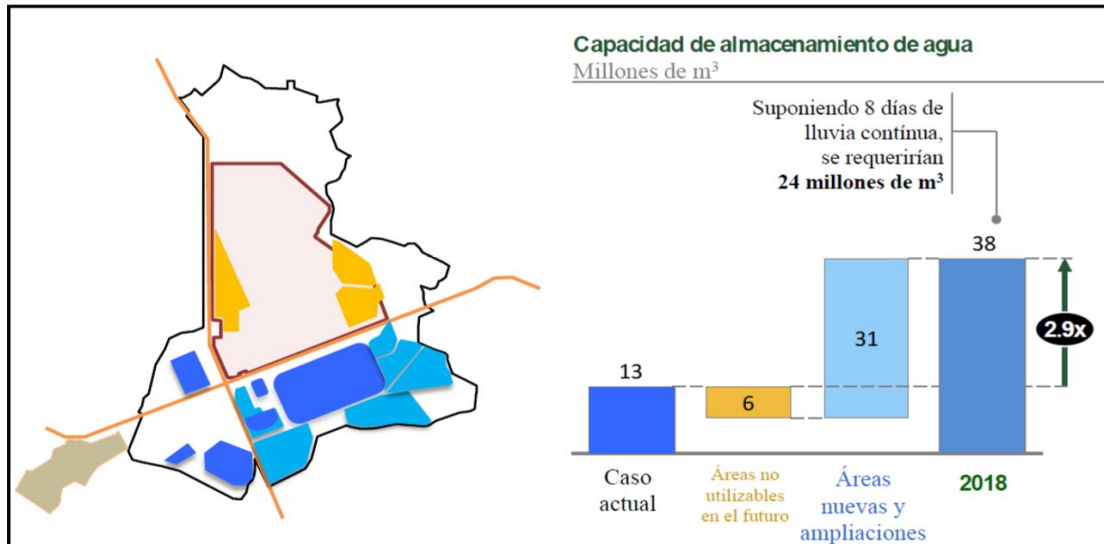 Capacidad de almacenamiento de agua
Millones de m³
Suponiendo 8 días de
lluvia contínua,
se requerirían
24 millones de m³
38
31
2.9x
13
6
Caso
actual
Áreas no
utilizables
en el futuro
Áreas
nuevas y
ampliaciones
2018